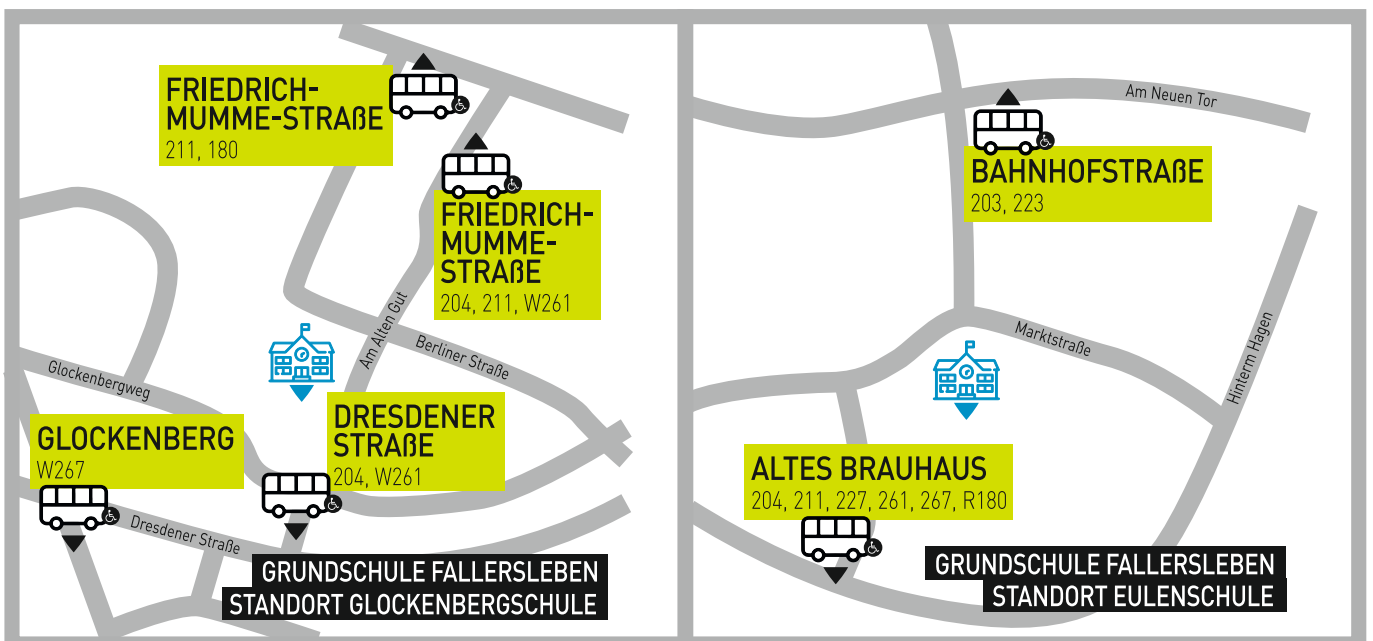 FRIEDRICH-
MUMME-STRAßE
211, 180
FRIEDRICH-
MUMME-
STRAßE
204, 211, W261
Am Alten Gut
Berliner Straße
Glockenbergweg
GLOCKENBERG
W267
DRESDENER
STRAßE
204, W261
Dresdener Straße
GRUNDSCHULE FALLERSLEBEN
STANDORT GLOCKENBERGSCHULE
Am Neuen Tor
BAHNHOFSTRAßE
203, 223
Marktstraße
Hinterm Hagen
ALTES BRAUHAUS
204, 211, 227, 261, 267, R180
GRUNDSCHULE FALLERSLEBEN
STANDORT EULENSCHULE